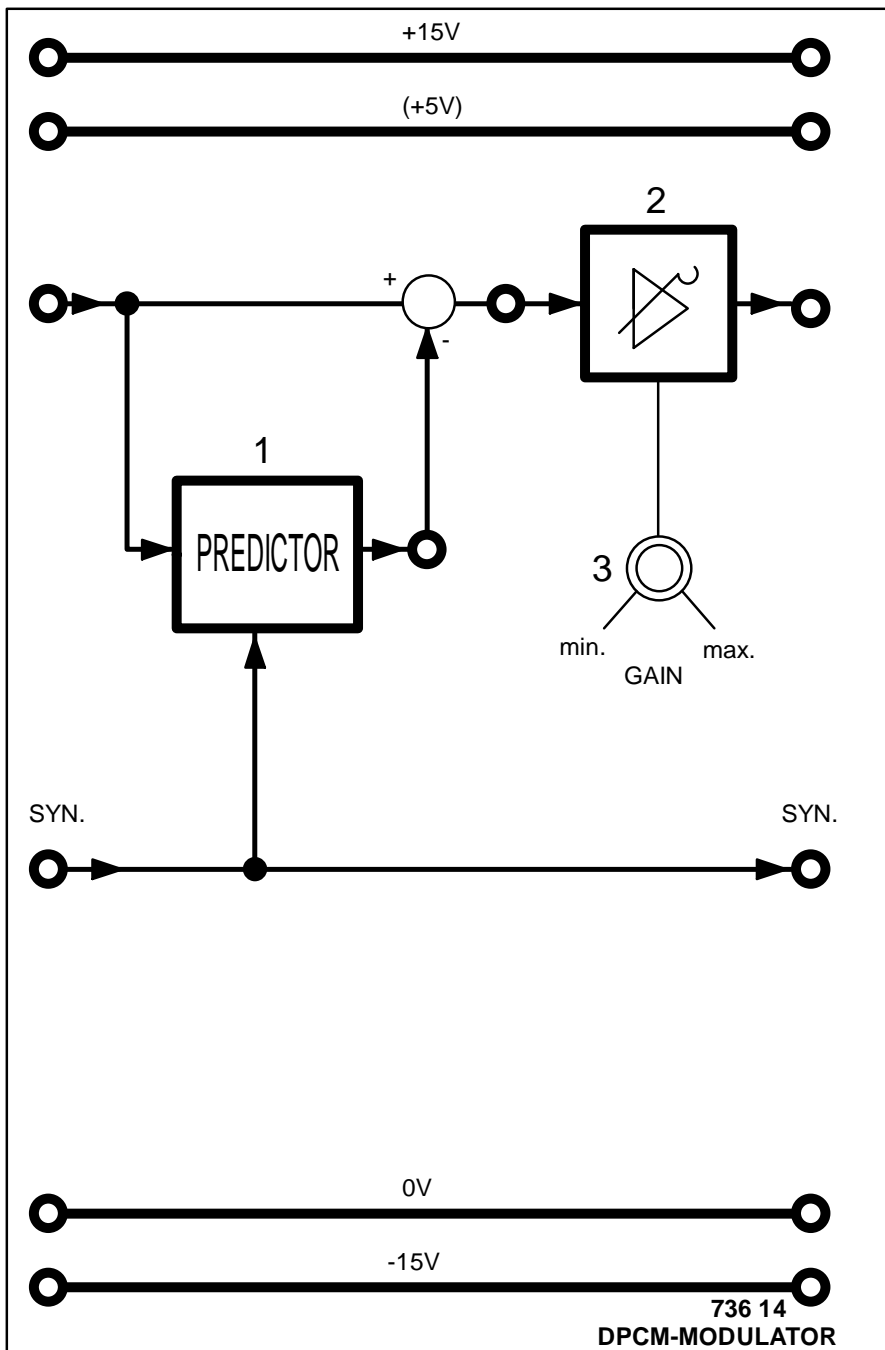 +15V
(+5V)
2
+
-
1
PREDICTOR
3
min.
max.
GAIN
SYN.
SYN.
0V
-15V
736 14
DPCM-MODULATOR